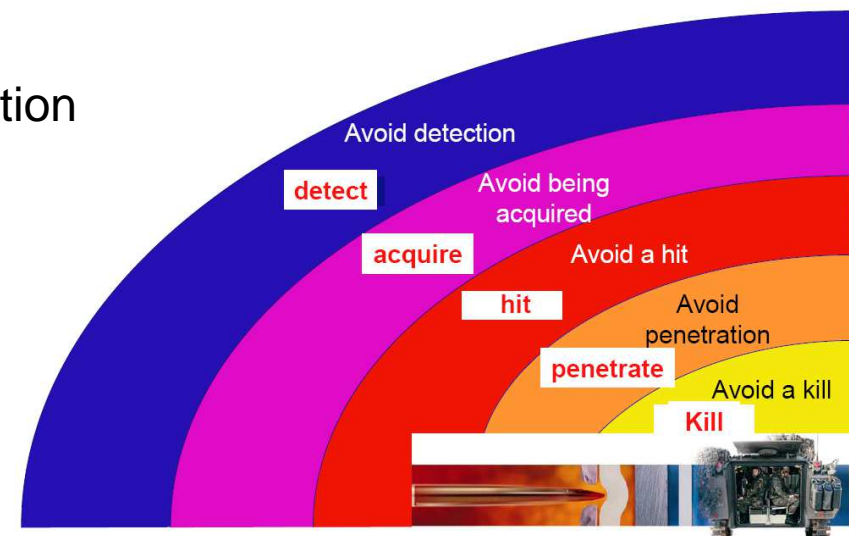 tion
Avoid detection
detect
Avoid being
acquired
acquire
Avoid a hit
hit
Avoid
penetration
penetrate
Avoid a kill
Kill